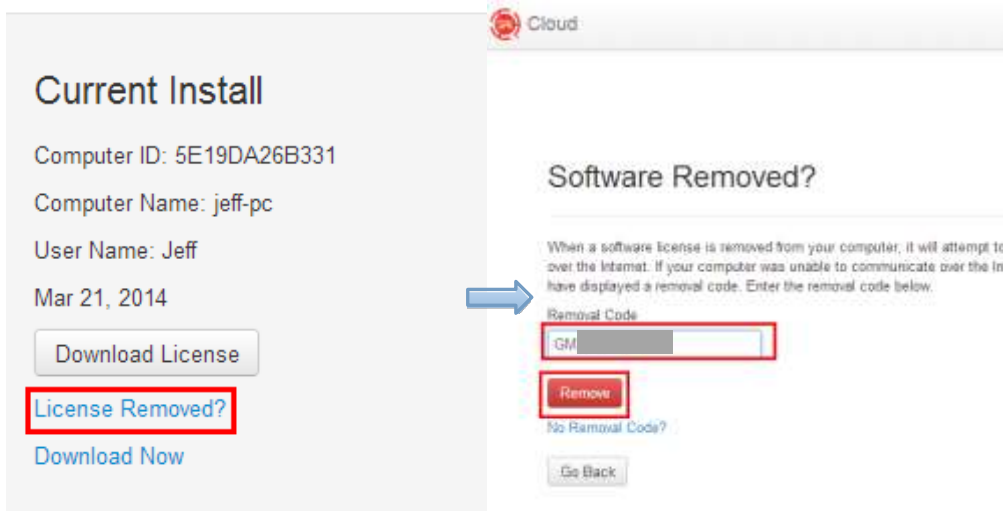 Current Install
Computer ID: 5E19DA26B331
Computer Name: jeff-pc
User Name: Jeff
Mar 21, 2014
Download License
License Removed?
Download Now
Cloud
Software Removed?
When a software license is removed from your computer, it will attempt to
over the Internet. If your computer was unable to communicate over the In
have displayed a removal code. Enter the removal code below.
Removal Code
GM
Remove
No Removal Code?
Go Back